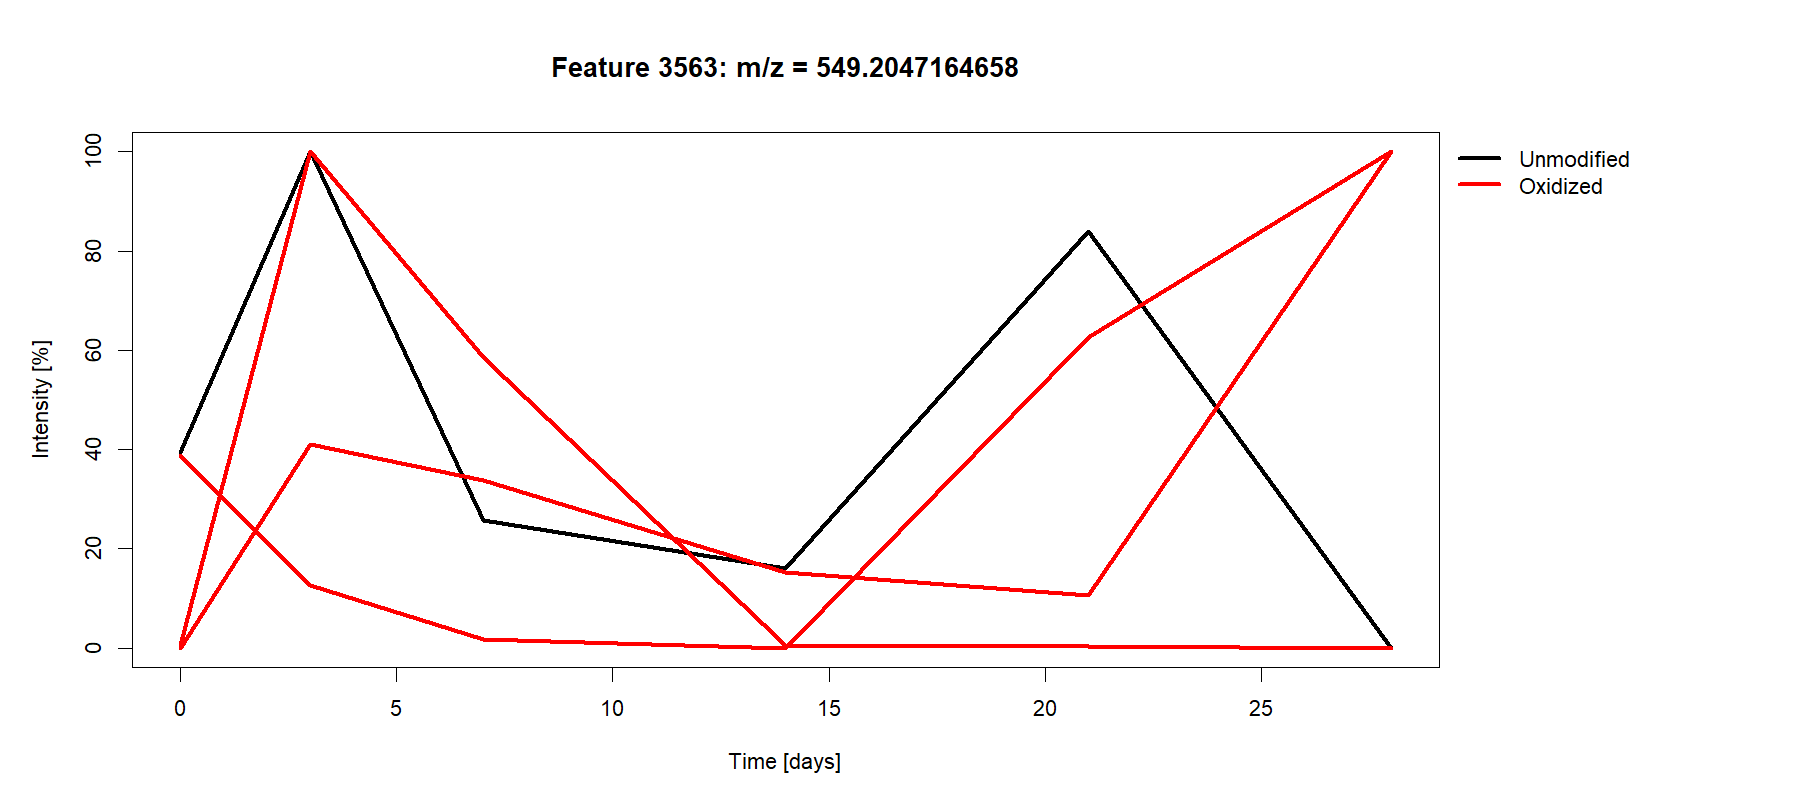 Feature 3563: m/z = 549.2047164658
Unmodified
Oxidized
Intensity [%]
100
80
60
40
20
0
0 5 10 15 20 25
Time [days]